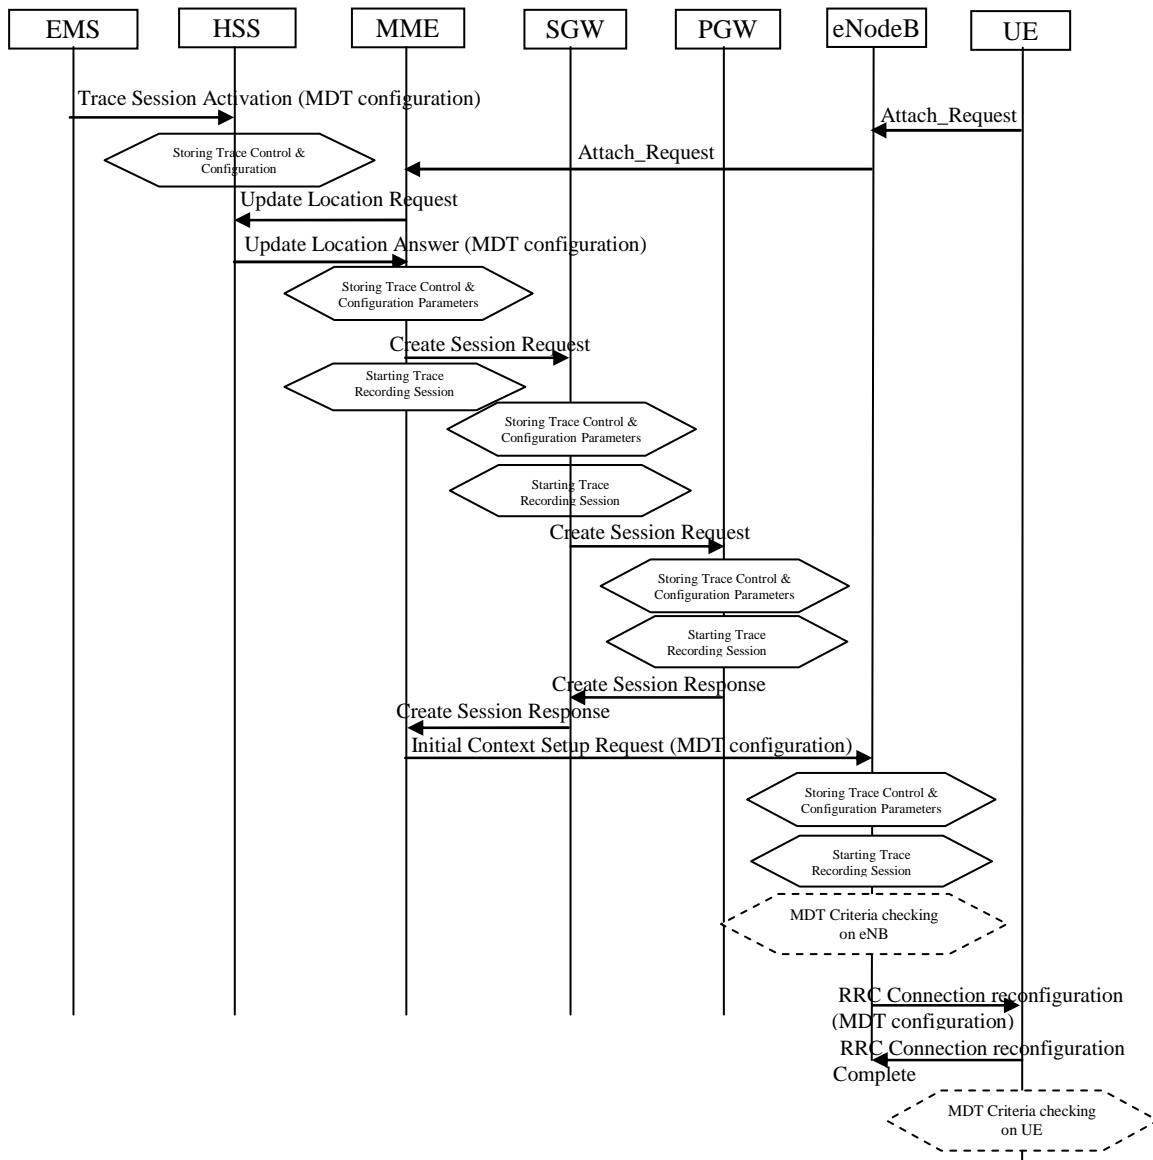 EMS HSS MME SGW PGW eNodeB UE
Trace Session Activation (MDT configuration)
Attach_Request
Storing Trace Control &
Configuration
Attach_Request
Update Location Request
Update Location Answer (MDT configuration)
Storing Trace Control &
Configuration Parameters
Create Session Request
Starting Trace
Recording Session
Storing Trace Control &
Configuration Parameters
Starting Trace
Recording Session
Create Session Request
Storing Trace Control &
Configuration Parameters
Starting Trace
Recording Session
Create Session Response
Create Session Response
Initial Context Setup Request (MDT configuration)
Storing Trace Control &
Configuration Parameters
Starting Trace
Recording Session
MDT Criteria checking
on eNB
RRC Connection reconfiguration
(MDT configuration)
RRC Connection reconfiguration
Complete
MDT Criteria checking
on UE